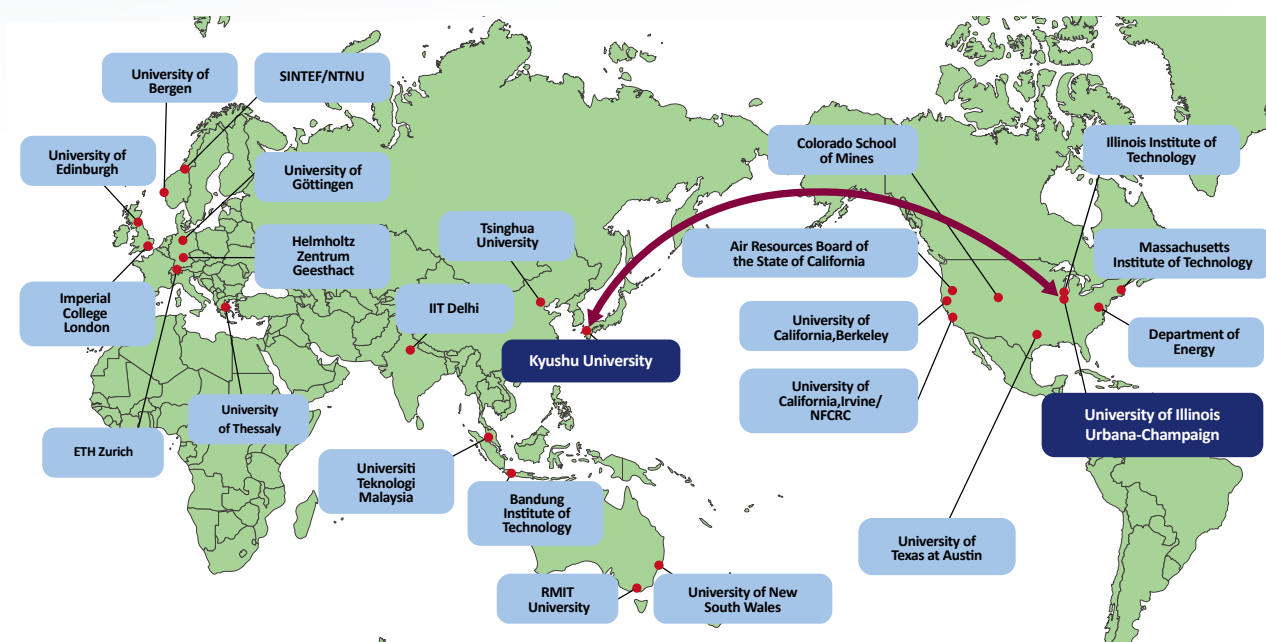 University of
Bergen
SINTEF/NTNU
University of
Edinburgh
University of
Göttingen
Helmholtz
Zentrum
Geesthact
Imperial
College
London
University
of Thessaly
ETH Zurich
Tsinghua
University
IIT Delhi
Kyushu University
Universiti
Teknologi
Malaysia
Bandung
Institute of
Technology
RMIT
University
University of New
South Wales
Colorado School
of Mines
Illinois Institute of
Technology
Air Resources Board of
the State of California
Massachusetts
Institute of Technology
University of
California,Berkeley
Department of
Energy
University of
California,Irvine/
NFCRC
University of Illinois
Urbana-Champaign
University of
Texas at Austin